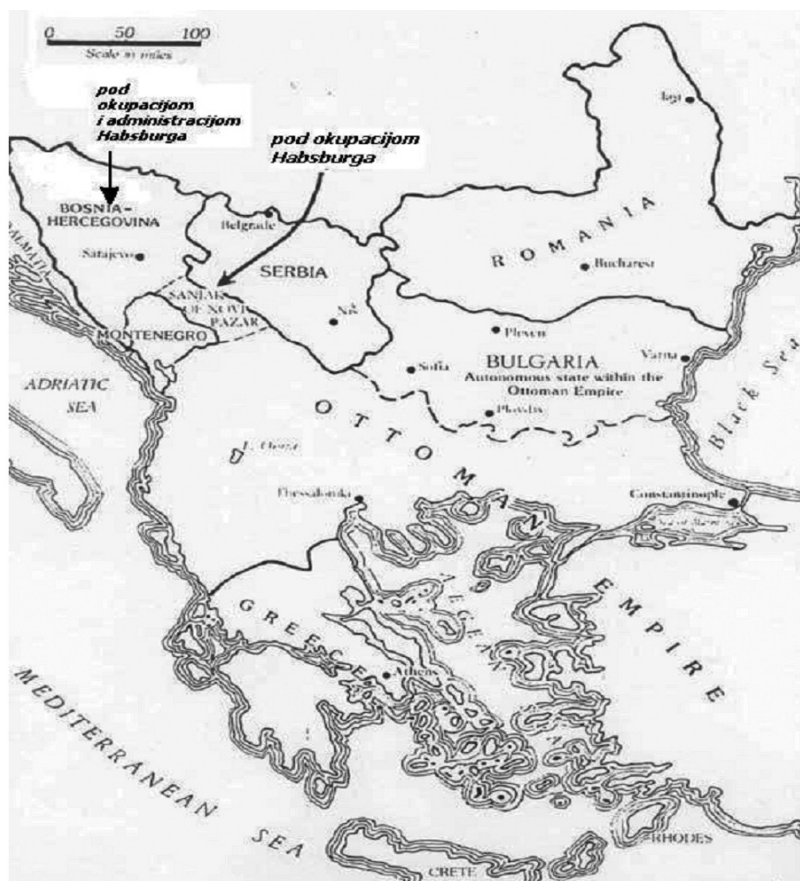 0 50 100
Scale in miles
pod
okupacijom
i administracijom
Habsburga
pod okupacijom
Habsburga
Iaşi
BOSNIA-
HERCEGOVINA
DALMATIA
Belgrade
ROMANIA
Sarajevo
SERBIA
Bucharest
SANJAK
OF NOVI
PAZAR
Niš
MONTENEGRO
Pleven
BULGARIA
Varna
Sofia
Autonomous state within the
Ottoman Empire
ADRIATIC
SEA
Black Sea
Plovdiv
OTTOMAN
EMPIRE
Thessaloniki
Constantinople
AEGEAN
GREECE
Athens
MEDITERRANEAN SEA
RHODES
CRETE